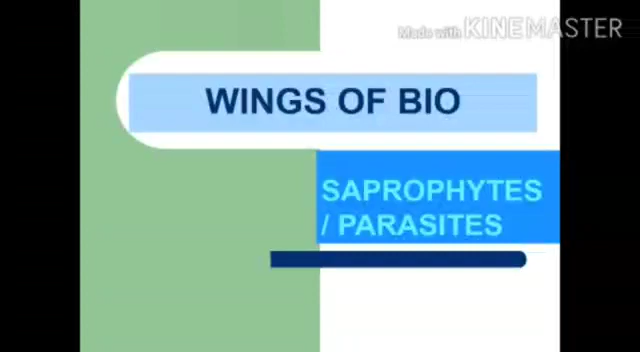 Made with KINEMASTER
WINGS OF BIO
SAPROPHYTES
/ PARASITES